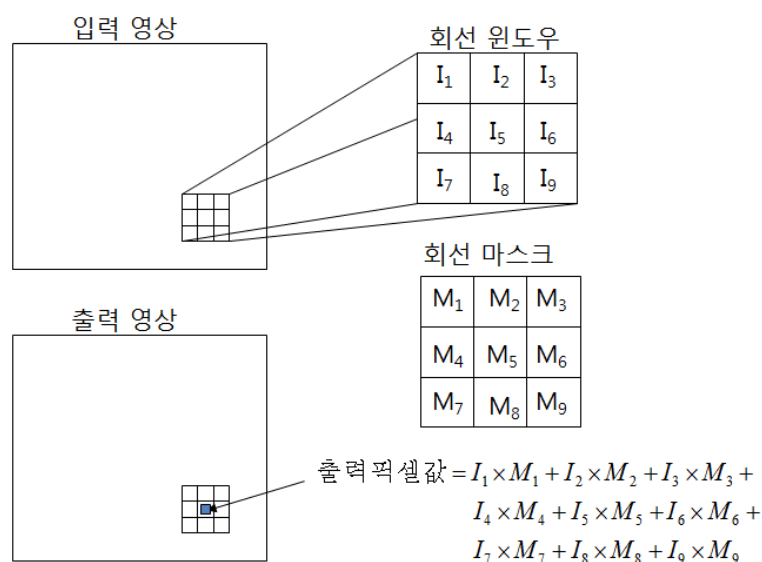 입력 영상
회선 윈도우
I₁ I₂ I₃
I₄ I₅ I₆
I₇ I₈ I₉
회선 마스크
M₁ M₂ M₃
M₄ M₅ M₆
M₇ M₈ M₉
출력 영상
출력픽셀값 = I₁×M₁ + I₂×M₂ + I₃×M₃ +
I₄×M₄ + I₅×M₅ + I₆×M₆ +
I₇×M₇ + I₈×M₈ + I₉×M₉